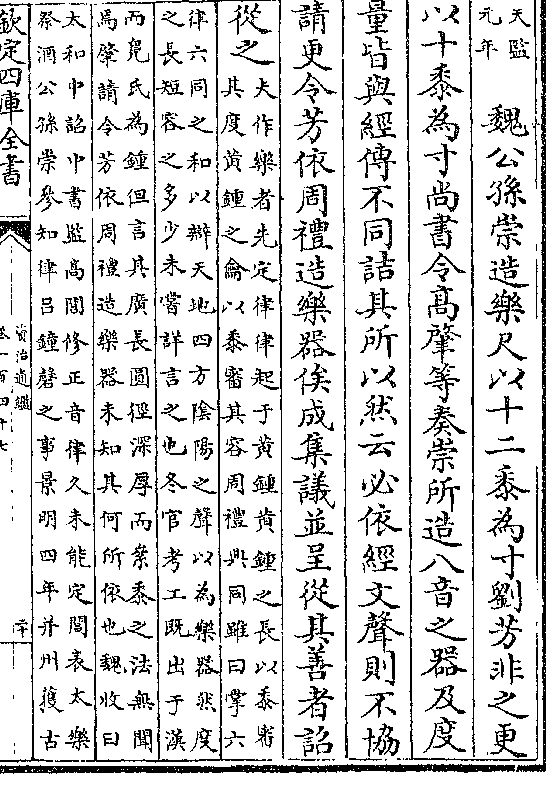 天監
元年
魏公孫崇造樂尺以十二黍為寸劉芳非之更
以十黍為寸尚書令高肇等奏崇所造八音之器及度
量皆與經傳不同詰其所以然云必依經文聲則不協
請更令芳依周禮造樂器俟成集議並呈從其善者詔
從之
夫作樂者先定律律起于黄鍾黄鍾之長以黍審
其度黄鍾之龠以黍審其容周禮典同雖曰掌六
律六同之和以辨天地四方陰陽之聲以為樂器然度
之長短容之多少未嘗詳言之也冬官考工既出于漢
而鳧氏為鍾但言其廣長圓徑深厚而絫黍之法無聞
焉肇請令芳依周禮造樂器未知其何所依也魏收曰
太和中詔中書監高閭修正音律久未能定閭表太樂
祭酒公孫崇參知律呂鐘磬之事景明四年并州獲古
欽定四庫全書
資治通鑑
卷一百四十七